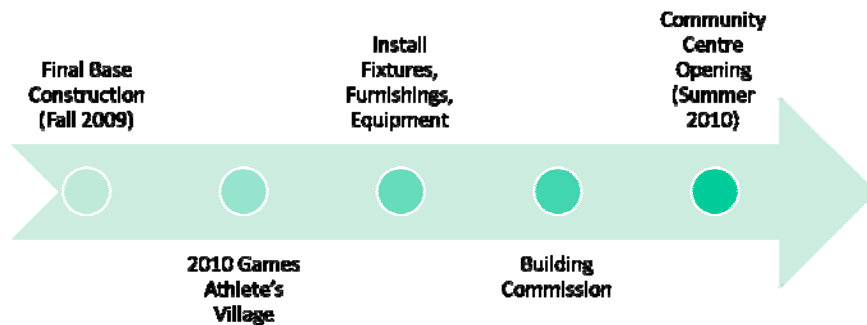 Final Base
Construction
(Fall 2009)
2010 Games
Athlete's
Village
Install
Fixtures,
Furnishings,
Equipment
Building
Commission
Community
Centre
Opening
(Summer
2010)